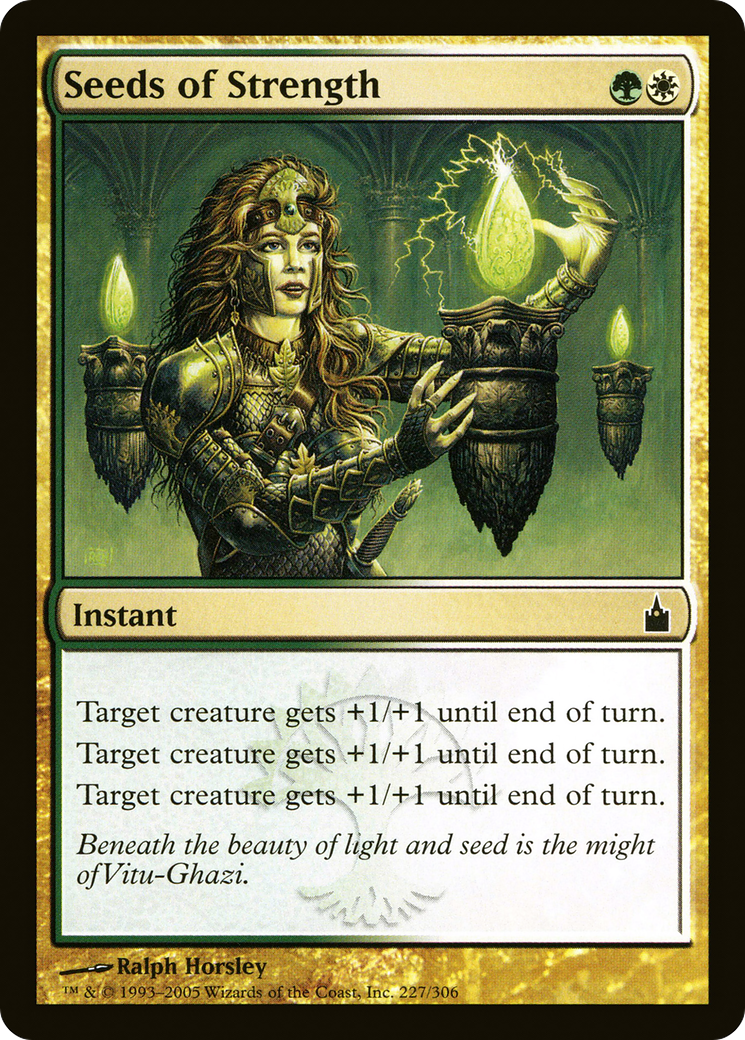 Seeds of Strength
Instant
Target creature gets +1/+1 until end of turn.
Target creature gets +1/+1 until end of turn.
Target creature gets +1/+1 until end of turn.
Beneath the beauty of light and seed is the might
of Vitu-Ghazi.
Ralph Horsley
™ & © 1993–2005 Wizards of the Coast, Inc. 227/306